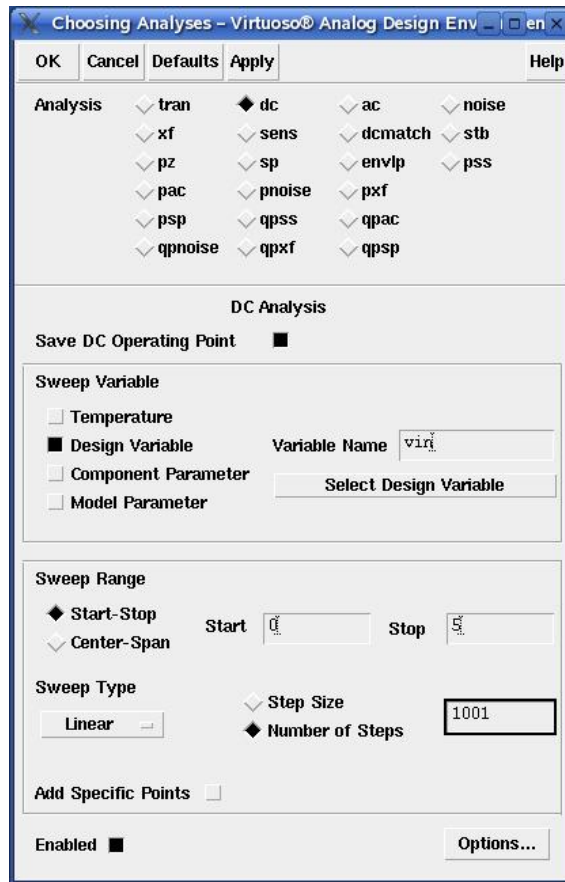 Choosing Analyses – Virtuoso® Analog Design
OK Cancel Defaults Apply Help
Analysis tran dc ac noise
xf sens dcmatch stb
pz sp envlp pss
pac pnoise pxf
psp qpss qpac
qpnoise qpxf qpsp
DC Analysis
Save DC Operating Point
Sweep Variable
Temperature
Design Variable Variable Name vin
Component Parameter Select Design Variable
Model Parameter
Sweep Range
Start-Stop Start 0 Stop 5
Center-Span
Sweep Type Step Size
Linear Number of Steps 1001
Add Specific Points
Enabled Options...